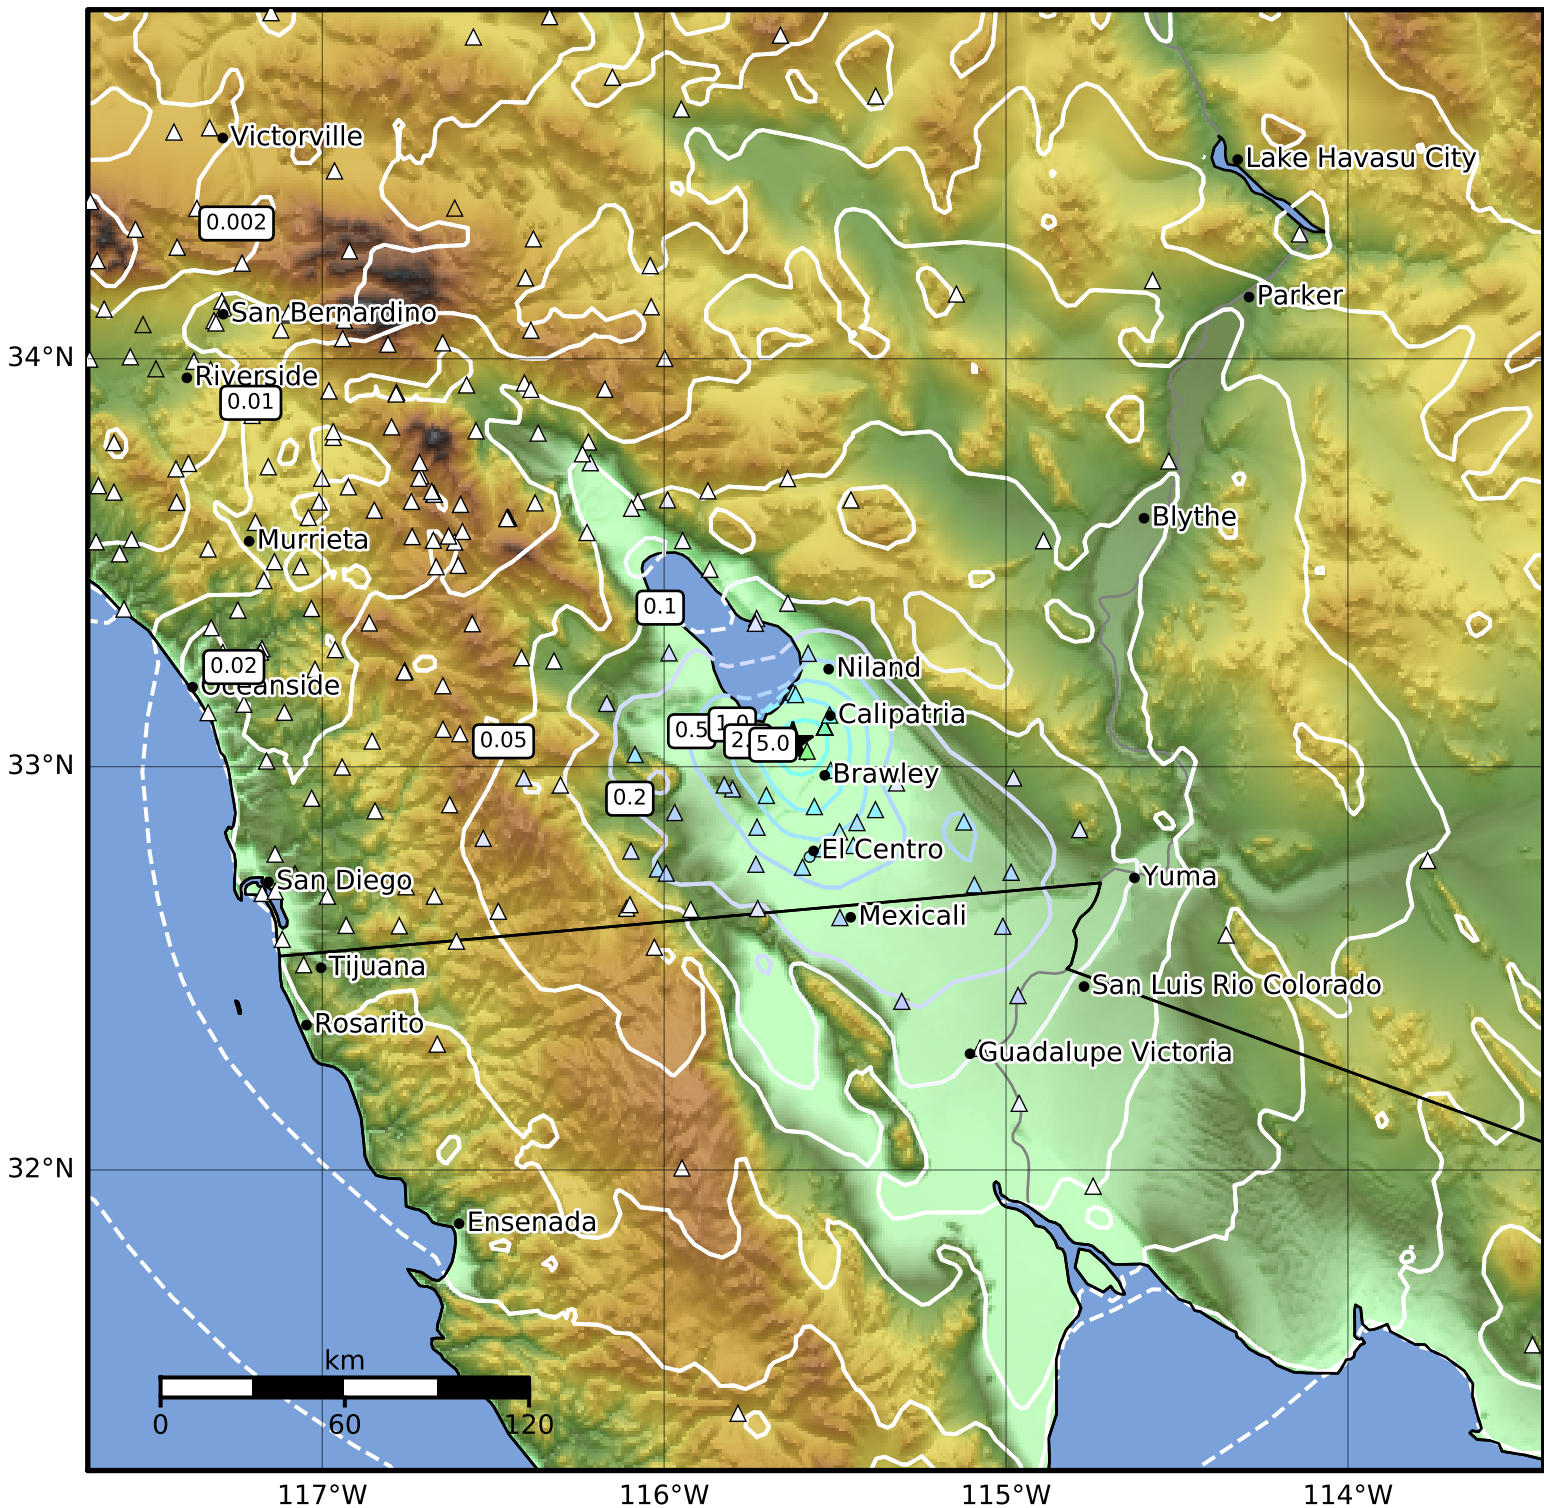 Victorville
Lake Havasu City
0.002
Parker
San Bernardino
34°N
Riverside
0.01
Blythe
Murrieta
0.1
0.02
Niland
Oceanside
Calipatria
0.5
1.0
0.05
5.0
33°N
Brawley
0.2
El Centro
San Diego
Yuma
Mexicali
Tijuana
San Luis Rio Colorado
Rosarito
Guadalupe Victoria
32°N
Ensenada
km
0 60 120
117°W 116°W 115°W 114°W